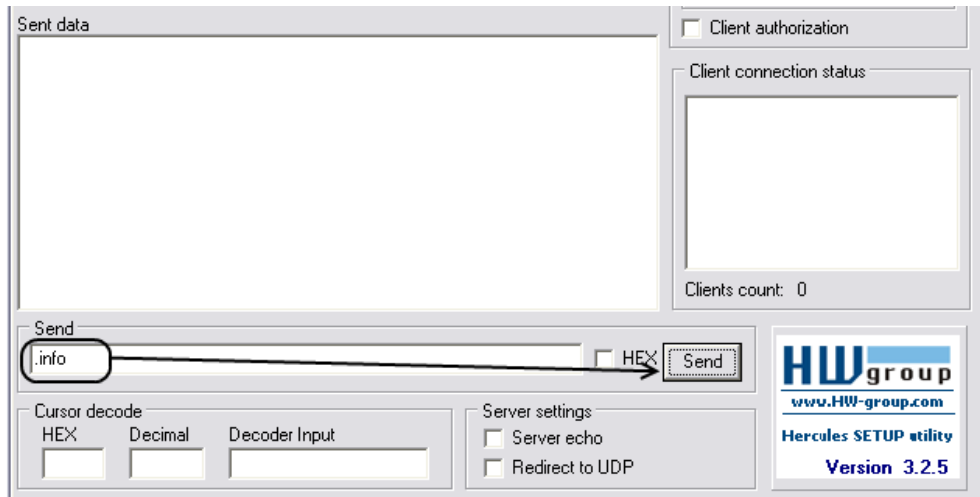 Sent data
Client authorization
Client connection status
Clients count: 0
Send
.info
HEX
Send
Cursor decode
HEX Decimal Decoder Input
Server settings
Server echo
Redirect to UDP
HW group
www.HW-group.com
Hercules SETUP utility
Version 3.2.5